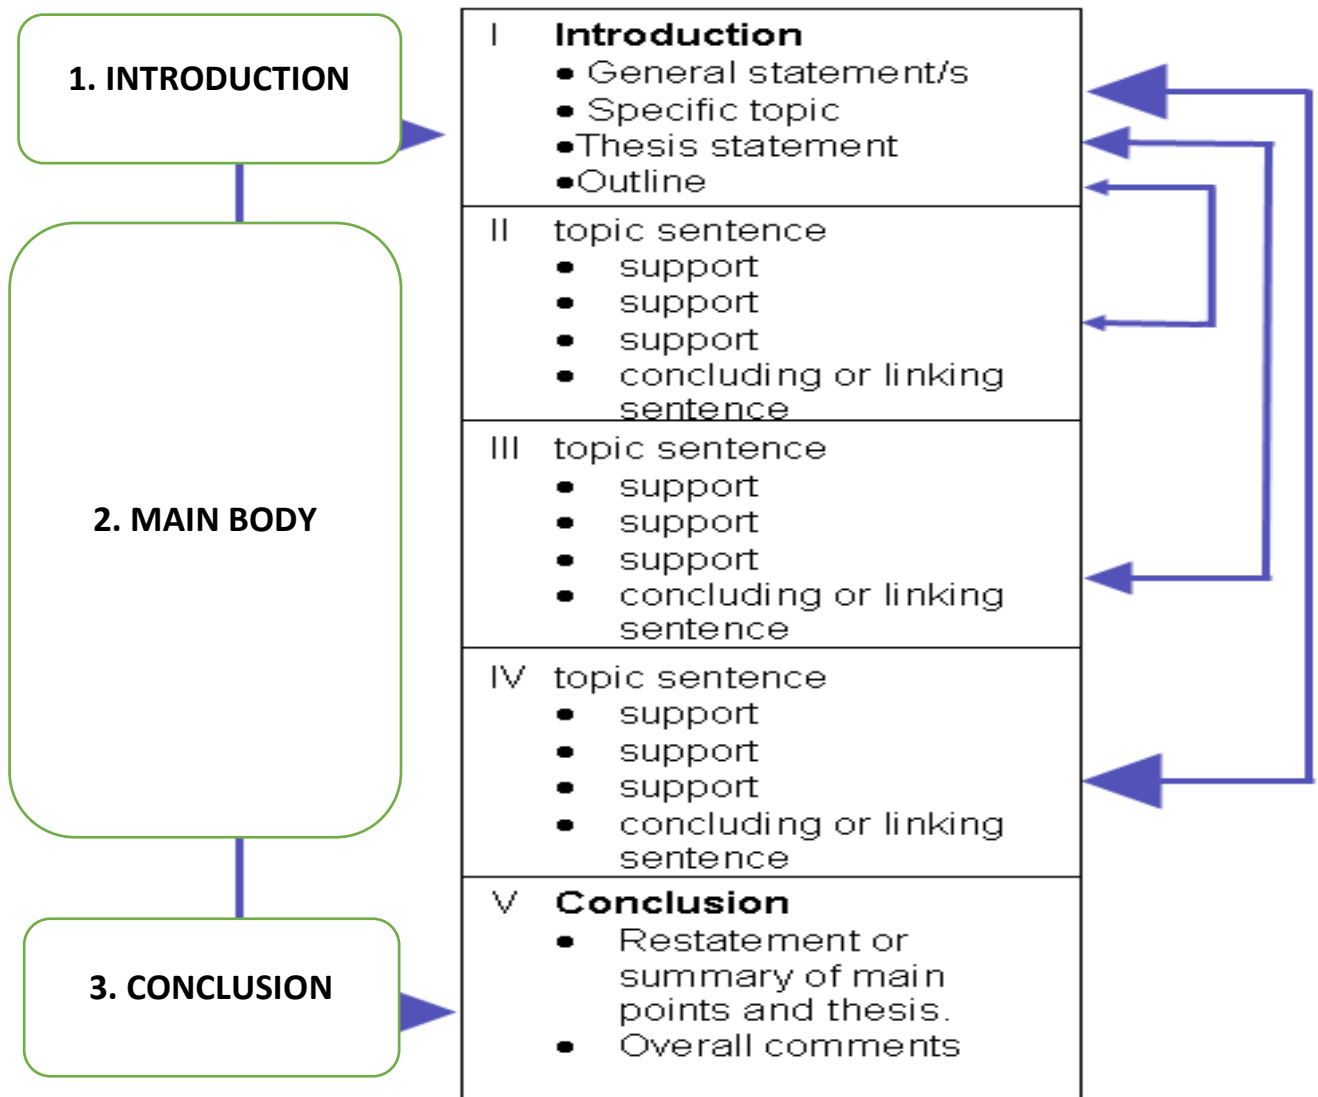 1. INTRODUCTION
2. MAIN BODY
3. CONCLUSION
I Introduction
• General statement/s
• Specific topic
•Thesis statement
•Outline
II topic sentence
• support
• support
• support
• concluding or linking
sentence
III topic sentence
• support
• support
• support
• concluding or linking
sentence
IV topic sentence
• support
• support
• support
• concluding or linking
sentence
V Conclusion
• Restatement or
summary of main
points and thesis.
• Overall comments